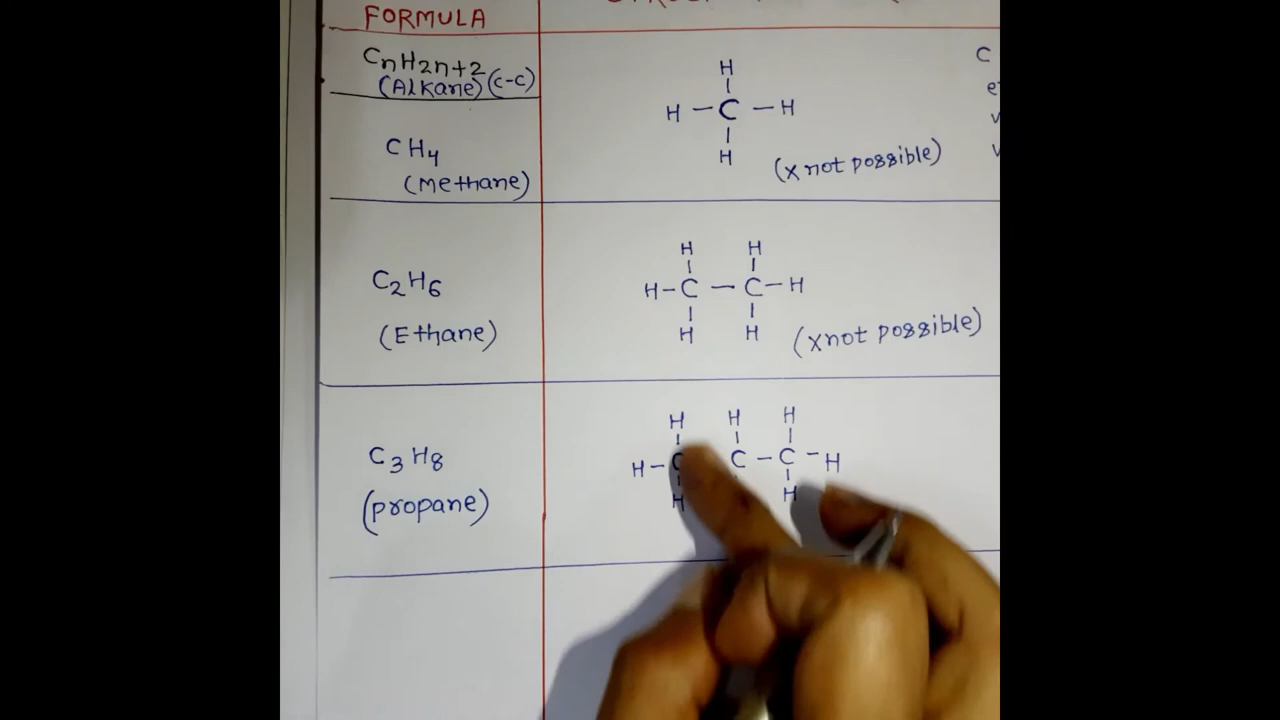 FORMULA
CnH2n+2
(Alkane) (C-C)
H
H - C - H
H
(x not possible)
CH4
(Methane)
H H
H - C - C - H
H H
(x not possible)
C2H6
(Ethane)
H H H
H - C C - C - H
H H
C3H8
(propane)
C